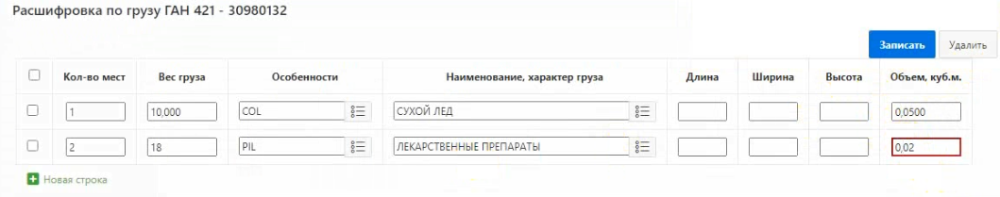 Расшифровка по грузу ГАН 421 - 30980132
Записать Удалить
Кол-во мест Вес груза Особенности Наименование, характер груза Длина Ширина Высота Объем, куб.м.
1 10,000 COL СУХОЙ ЛЕД 0,0500
2 18 PIL ЛЕКАРСТВЕННЫЕ ПРЕПАРАТЫ 0,02
Новая строка